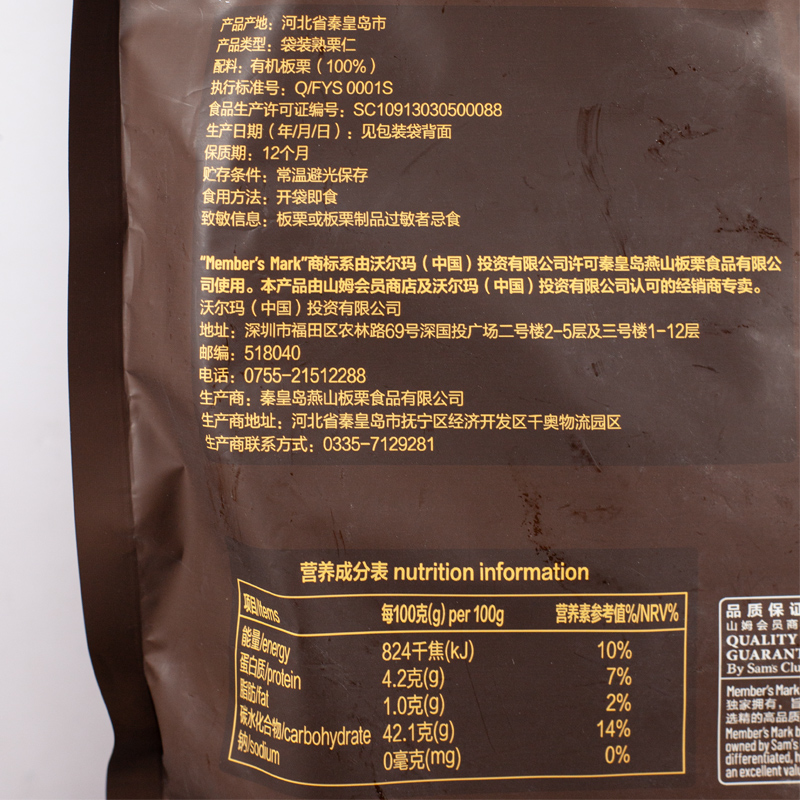 产品产地：河北省秦皇岛市
产品类型：袋装熟栗仁
配料：有机板栗（100%）
执行标准号：Q/FYS 0001S
食品生产许可证编号：SC10913030500088
生产日期（年/月/日）：见包装袋背面
保质期：12个月
贮存条件：常温避光保存
食用方法：开袋即食
致敏信息：板栗或板栗制品过敏者忌食
“Member's Mark”商标系由沃尔玛（中国）投资有限公司许可秦皇岛燕山板栗食品有限公
司使用。本产品由山姆会员商店及沃尔玛（中国）投资有限公司认可的经销商专卖。
沃尔玛（中国）投资有限公司
地址：深圳市福田区农林路69号深国投广场二号楼2-5层及三号楼1-12层
邮编：518040
电话：0755-21512288
生产商：秦皇岛燕山板栗食品有限公司
生产商地址：河北省秦皇岛市抚宁区经济开发区千奥物流园区
生产商联系方式：0335-7129281
营养成分表 nutrition information
项目/Items 每100克(g) per 100g 营养素参考值%/NRV%
能量/energy 824千焦(kJ) 10%
蛋白质/protein 4.2克(g) 7%
脂肪/fat 1.0克(g) 2%
碳水化合物/carbohydrate 42.1克(g) 14%
钠/sodium 0毫克(mg) 0%
品质保证
山姆会员商
QUALITY
GUARANT
By Sam's Clu
Member's Mark
独家拥有，旨
选精的高品质
Member's Mark b
owned by Sam's
differentiated, h
an excellent valu